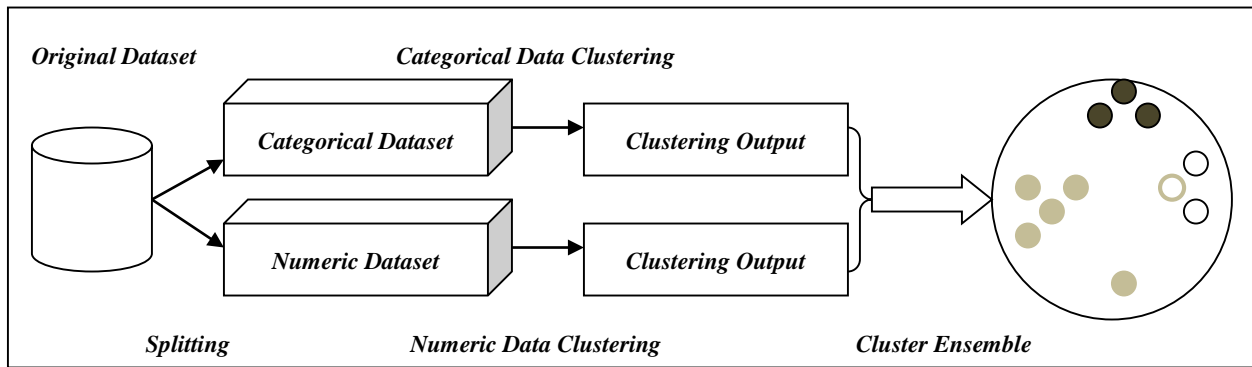 Original Dataset
Categorical Data Clustering
Categorical Dataset
Clustering Output
Numeric Dataset
Clustering Output
Splitting
Numeric Data Clustering
Cluster Ensemble